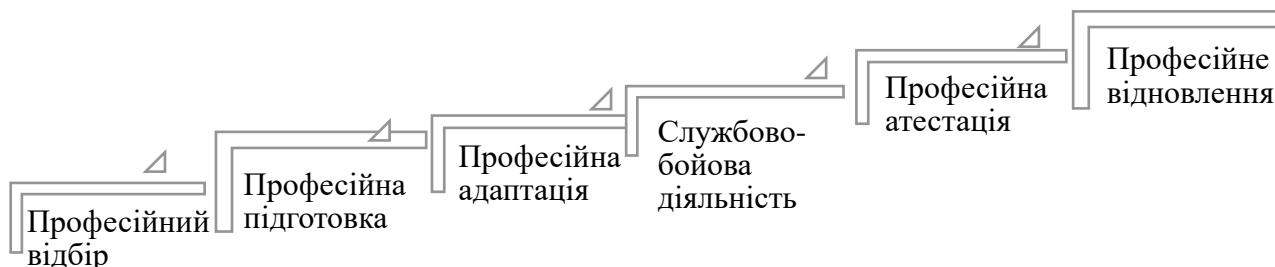 Професійний
відбір
Професійна
підготовка
Професійна
адаптація
Службово-
бойова
діяльність
Професійна
атестація
Професійне
відновлення